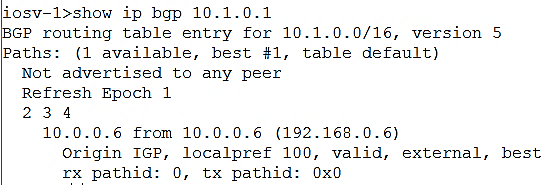 iosv-1>show ip bgp 10.1.0.1
BGP routing table entry for 10.1.0.0/16, version 5
Paths: (1 available, best #1, table default)
  Not advertised to any peer
  Refresh Epoch 1
  2 3 4
    10.0.0.6 from 10.0.0.6 (192.168.0.6)
      Origin IGP, localpref 100, valid, external, best
      rx pathid: 0, tx pathid: 0x0